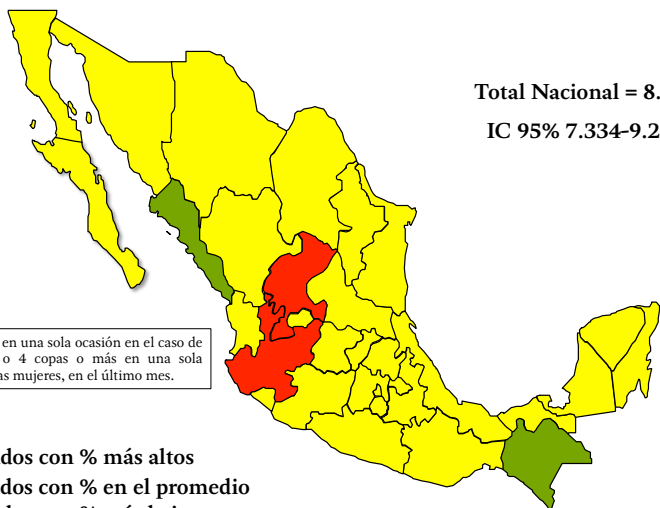 Total Nacional = 8.
IC 95% 7.334-9.2
en una sola ocasión en el caso de
o 4 copas o más en una sola
as mujeres, en el último mes.
dos con % más altos
dos con % en el promedio